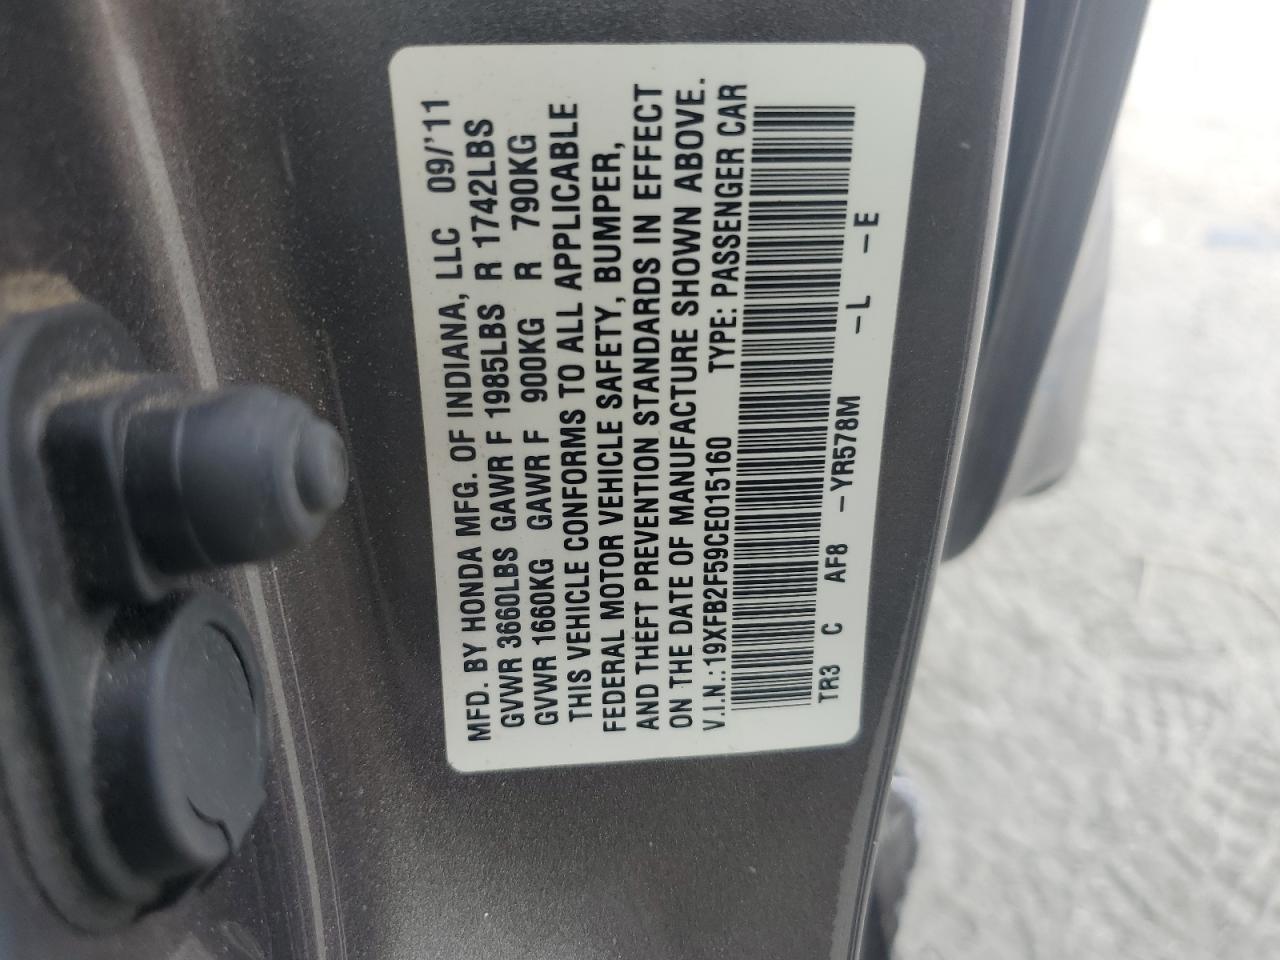 MFD. BY HONDA MFG. OF INDIANA, LLC 09/'11
GVWR 3660LBS GAWR F 1985LBS R 1742LBS
GVWR 1660KG GAWR F 900KG R 790KG
THIS VEHICLE CONFORMS TO ALL APPLICABLE
FEDERAL MOTOR VEHICLE SAFETY, BUMPER,
AND THEFT PREVENTION STANDARDS IN EFFECT
ON THE DATE OF MANUFACTURE SHOWN ABOVE.
V.I.N.:19XFB2F59CE015160 TYPE: PASSENGER CAR
TR3 C AF8 -YR578M -L -E